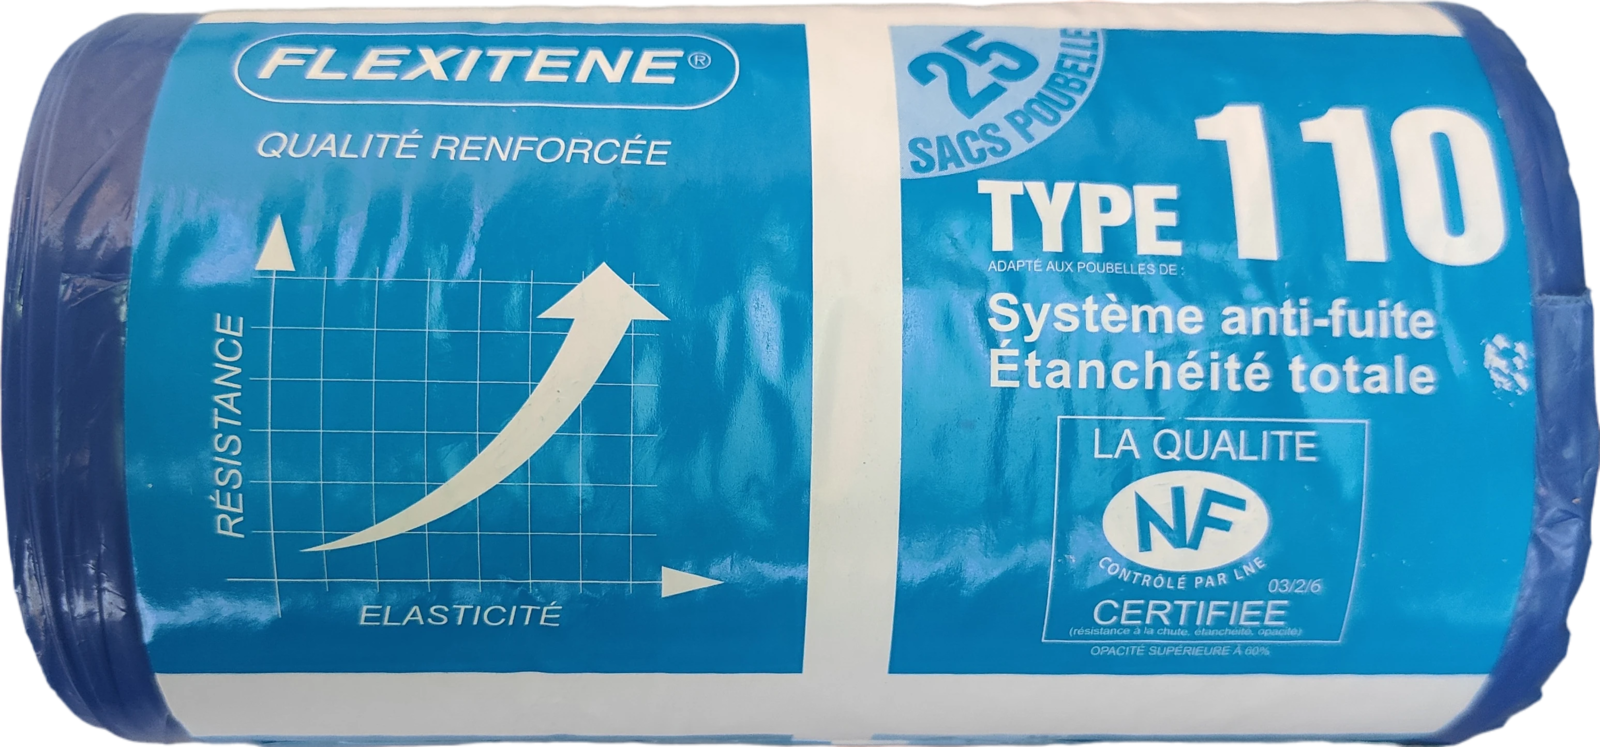 FLEXITENE®
QUALITÉ RENFORCÉE
RÉSISTANCE
ELASTICITÉ
25
SACS POUBELLE
TYPE 110
ADAPTÉ AUX POUBELLES DE :
Système anti-fuite
Étanchéité totale
LA QUALITE
NF
CONTRÔLÉ PAR LNE
03/2/6
CERTIFIEE
(résistance à la chute, étanchéité, opacité)
OPACITÉ SUPÉRIEURE À 60%